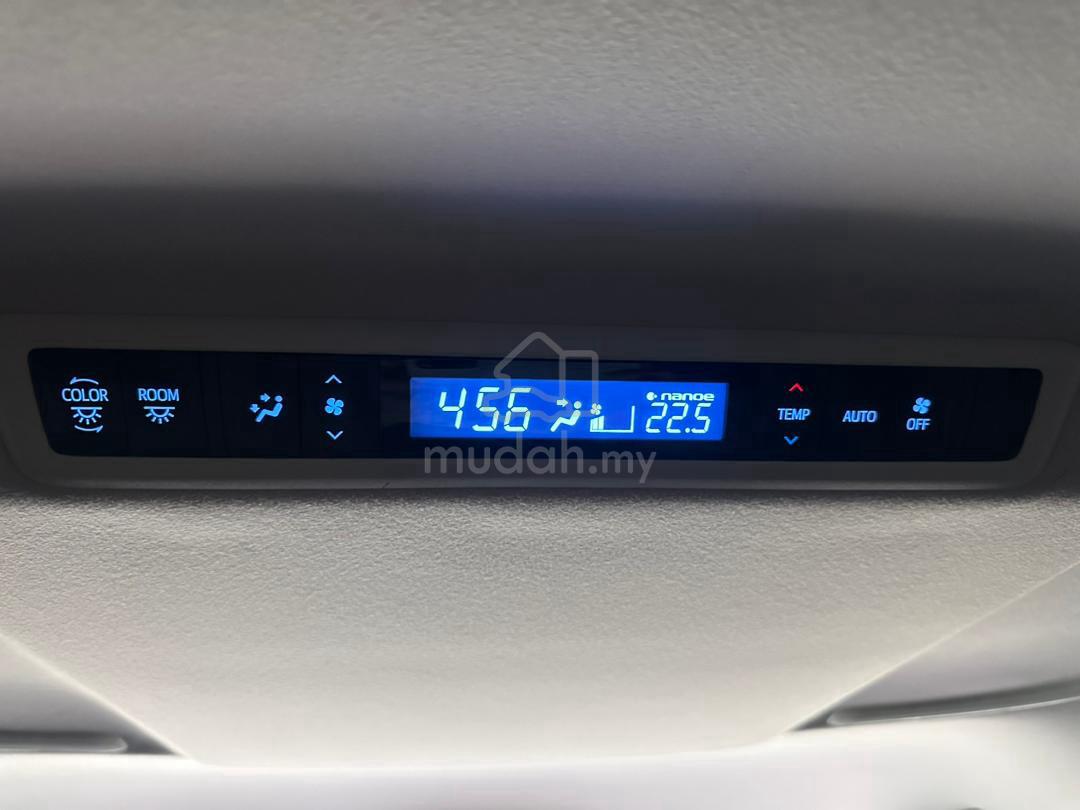 COLOR
ROOM
456
nanoe
22.5
TEMP
AUTO
OFF
mudah.my